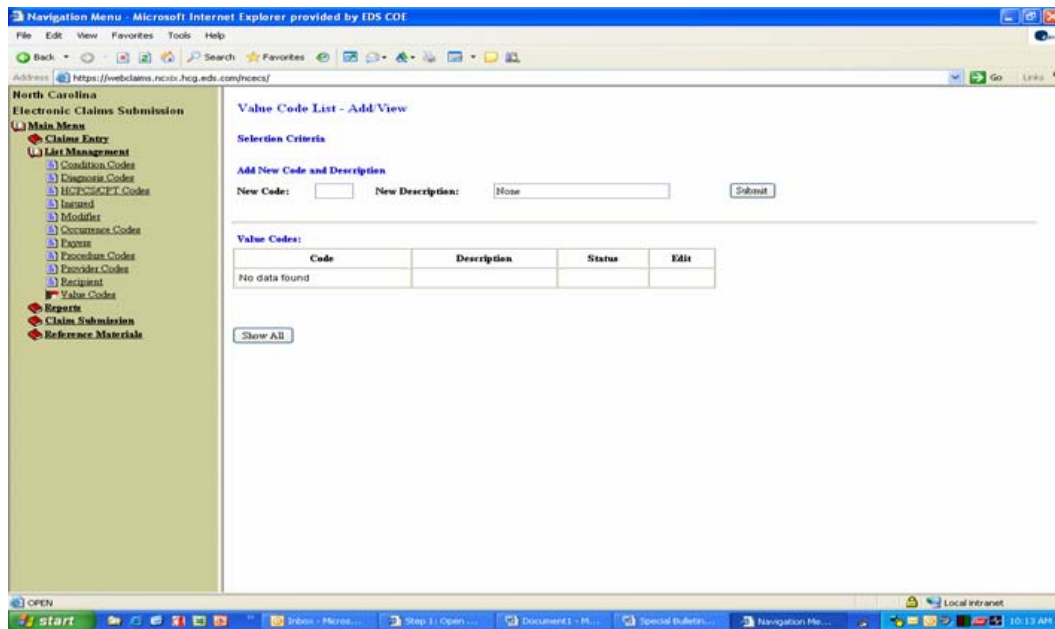 Navigation Menu - Microsoft Internet Explorer provided by EDS COE
File Edit View Favorites Tools Help
Back Search Favorites
Address https://webclaims.ncxix.hcg.eds.com/ncecs/ Go Links
North Carolina
Electronic Claims Submission
Main Menu
Claims Entry
List Management
Condition Codes
Diagnosis Codes
HCPCS/CPT Codes
Insured
Modifier
Occurrence Codes
Payers
Procedure Codes
Provider Codes
Recipient
Value Codes
Reports
Claim Submission
Reference Materials
Value Code List - Add/View
Selection Criteria
Add New Code and Description
New Code: New Description: None Submit
Value Codes:
Code Description Status Edit
No data found
Show All
OPEN Local intranet
start Inbox - Micros... Step 1: Open ... Document1 - M... Special Bulletin... Navigation Me... 10:13 AM